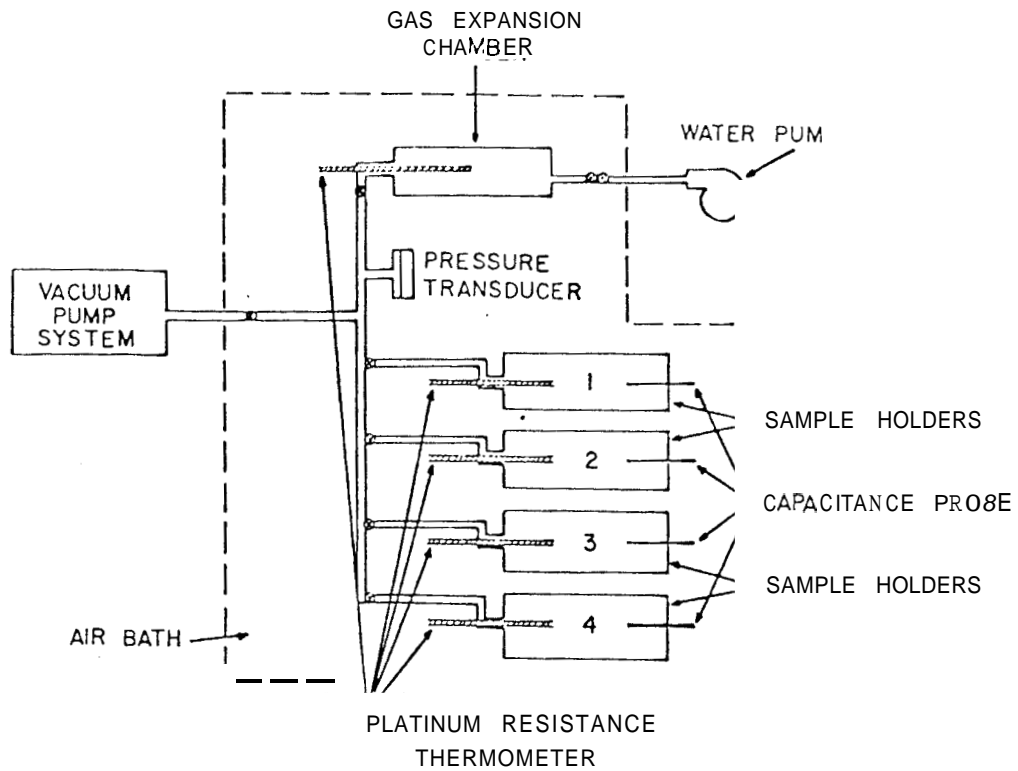 GAS EXPANSION
CHAMBER
WATER PUM
PRESSURE
TRANSDUCER
VACUUM
PUMP
SYSTEM
1
SAMPLE HOLDERS
2
CAPACITANCE PRO8E
3
SAMPLE HOLDERS
4
AIR BATH
PLATINUM RESISTANCE
THERMOMETER